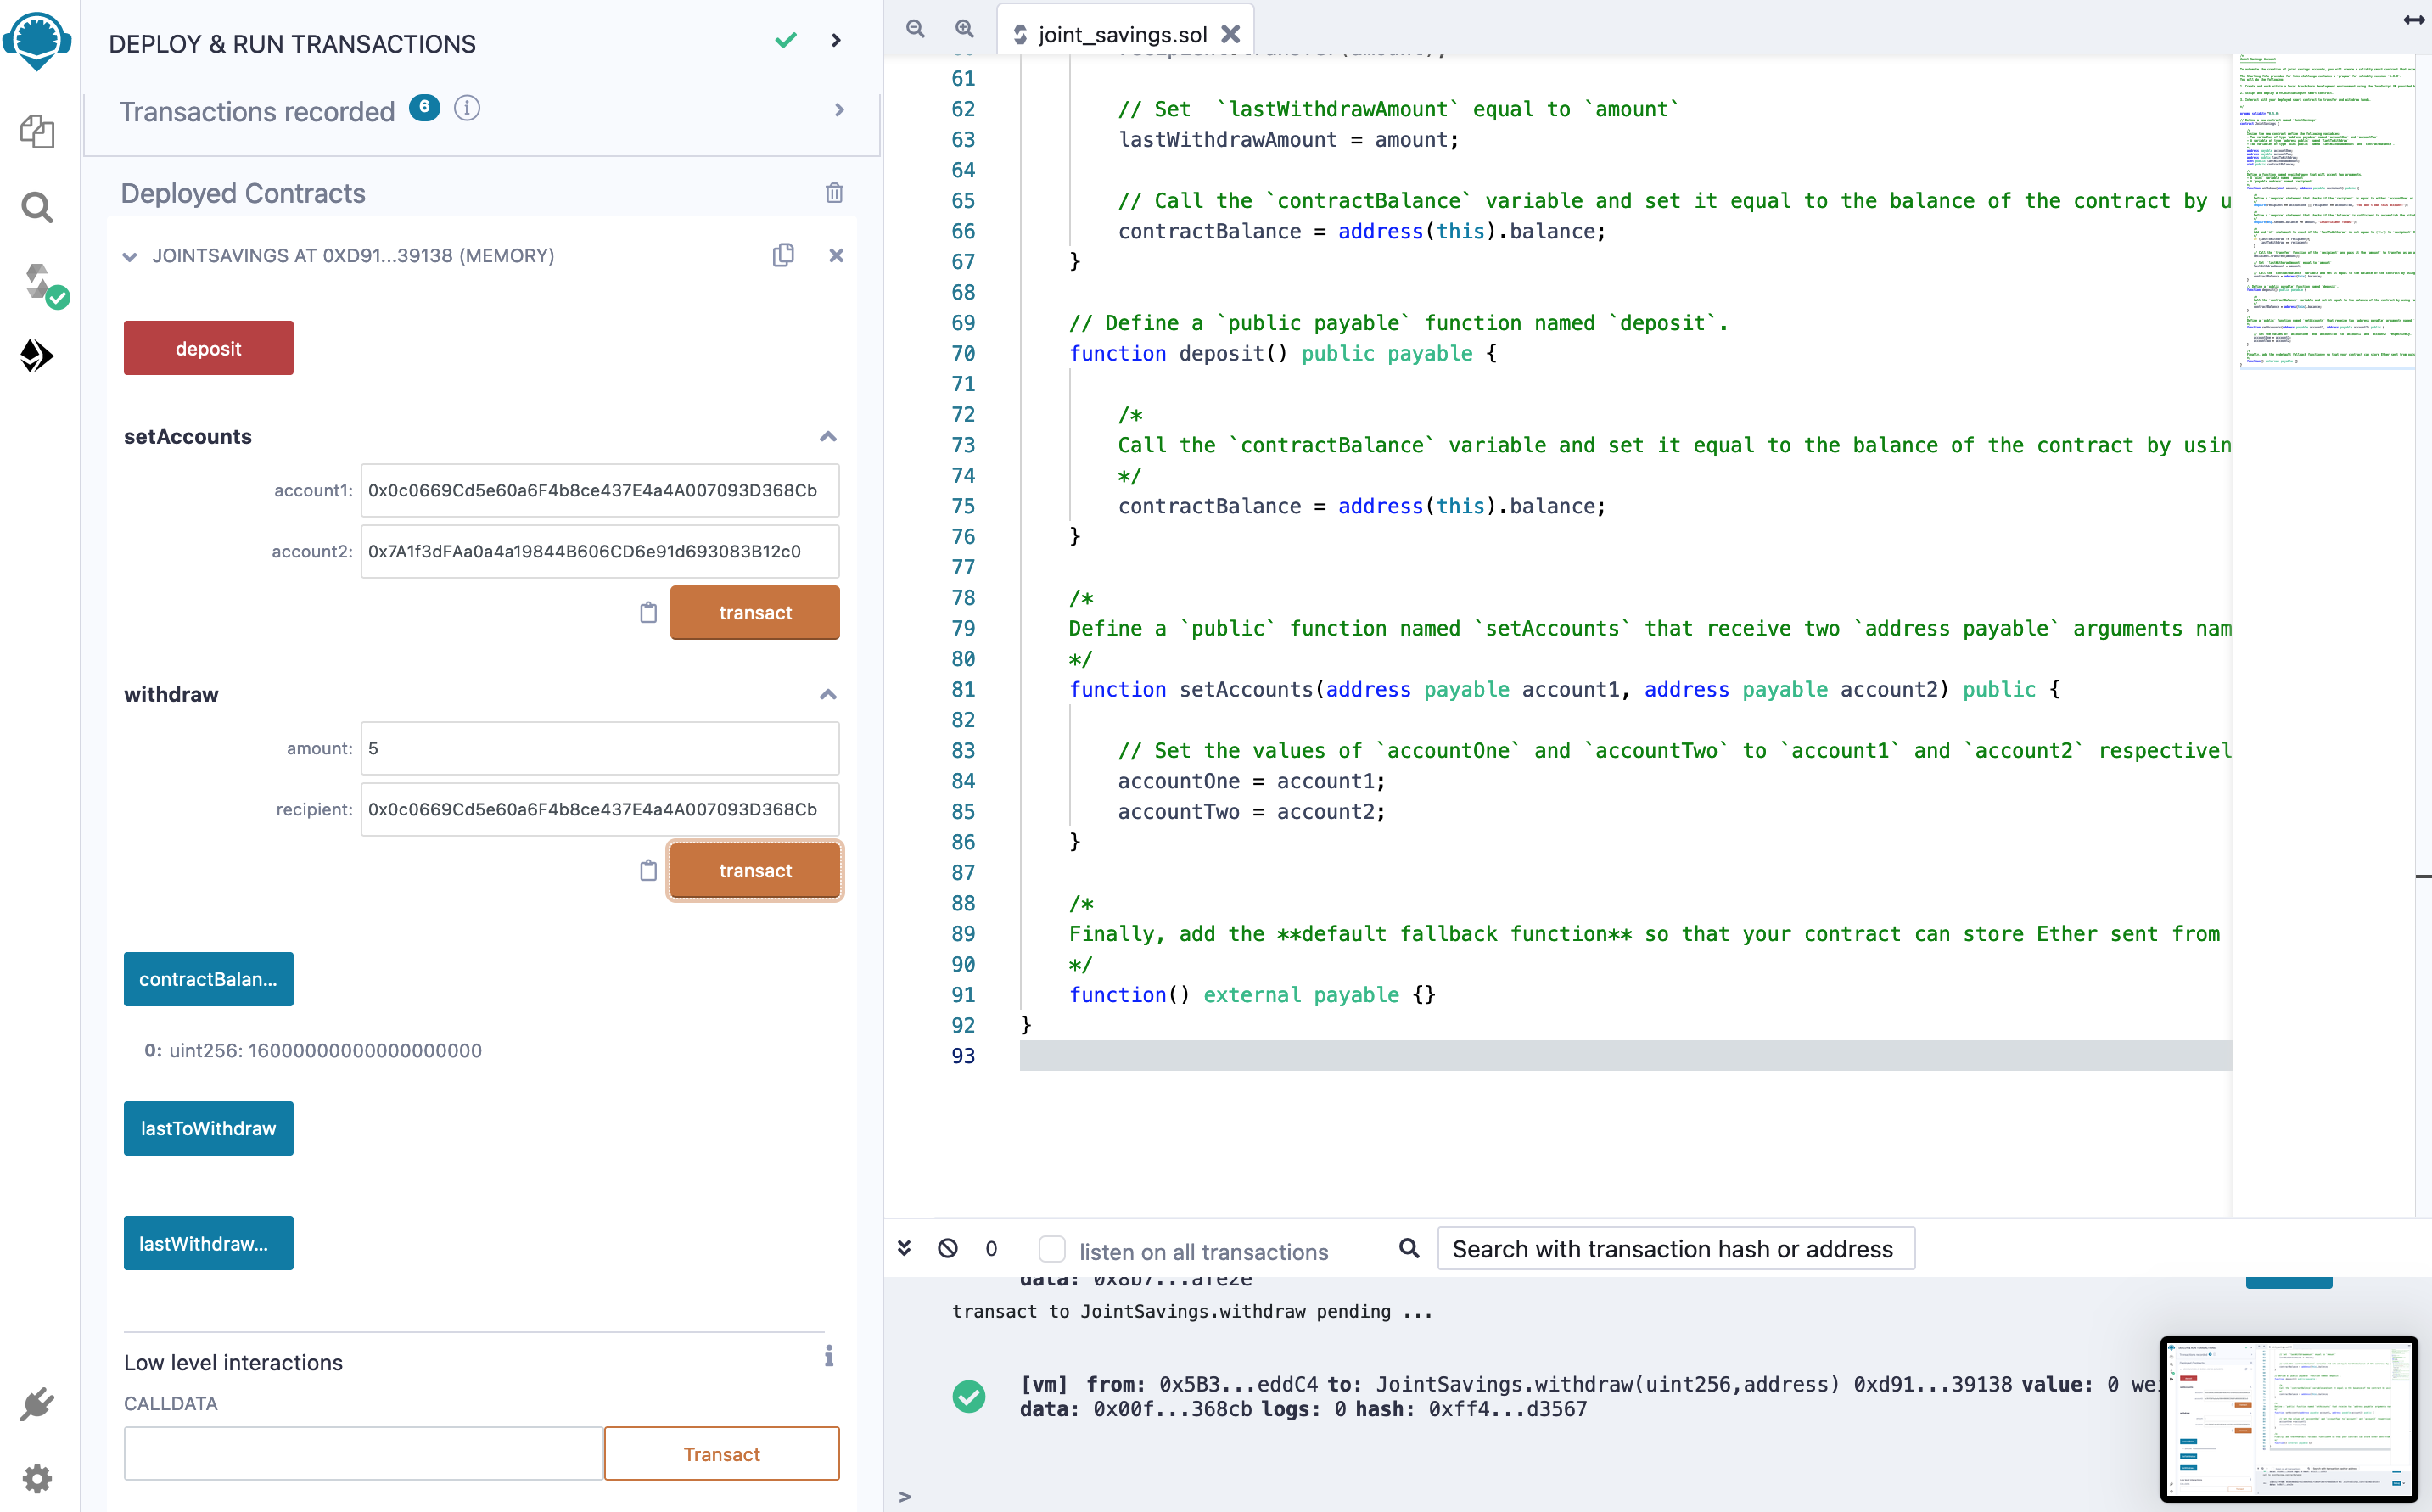 DEPLOY & RUN TRANSACTIONS
Transactions recorded 6 i
Deployed Contracts
JOINTSAVINGS AT 0XD91...39138 (MEMORY)
deposit
setAccounts
account1: 0x0c0669Cd5e60a6F4b8ce437E4a4A007093D368Cb
account2: 0x7A1f3dFAa0a4a19844B606CD6e91d693083B12c0
transact
withdraw
amount: 5
recipient: 0x0c0669Cd5e60a6F4b8ce437E4a4A007093D368Cb
transact
contractBalan...
0: uint256: 16000000000000000000
lastToWithdraw
lastWithdraw...
Low level interactions
i
CALLDATA
Transact
joint_savings.sol
61
62 // Set  `lastWithdrawAmount` equal to `amount`
63 lastWithdrawAmount = amount;
64
65 // Call the `contractBalance` variable and set it equal to the balance of the contract by u
66 contractBalance = address(this).balance;
67 }
68
69 // Define a `public payable` function named `deposit`.
70 function deposit() public payable {
71
72 /*
73 Call the `contractBalance` variable and set it equal to the balance of the contract by usin
74 */
75 contractBalance = address(this).balance;
76 }
77
78 /*
79 Define a `public` function named `setAccounts` that receive two `address payable` arguments nam
80 */
81 function setAccounts(address payable account1, address payable account2) public {
82
83 // Set the values of `accountOne` and `accountTwo` to `account1` and `account2` respectivel
84 accountOne = account1;
85 accountTwo = account2;
86 }
87
88 /*
89 Finally, add the **default fallback function** so that your contract can store Ether sent from
90 */
91 function() external payable {}
92 }
93
0 listen on all transactions Search with transaction hash or address
data: 0x8b7...afe2e
transact to JointSavings.withdraw pending ...
[vm] from: 0x5B3...eddC4 to: JointSavings.withdraw(uint256,address) 0xd91...39138 value: 0 wei
data: 0x00f...368cb logs: 0 hash: 0xff4...d3567
>